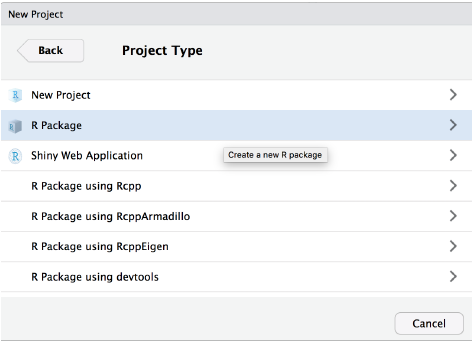 New Project
Back
Project Type
R New Project
R R Package
R Shiny Web Application
Create a new R package
R Package using Rcpp
R Package using RcppArmadillo
R Package using RcppEigen
R Package using devtools
Cancel